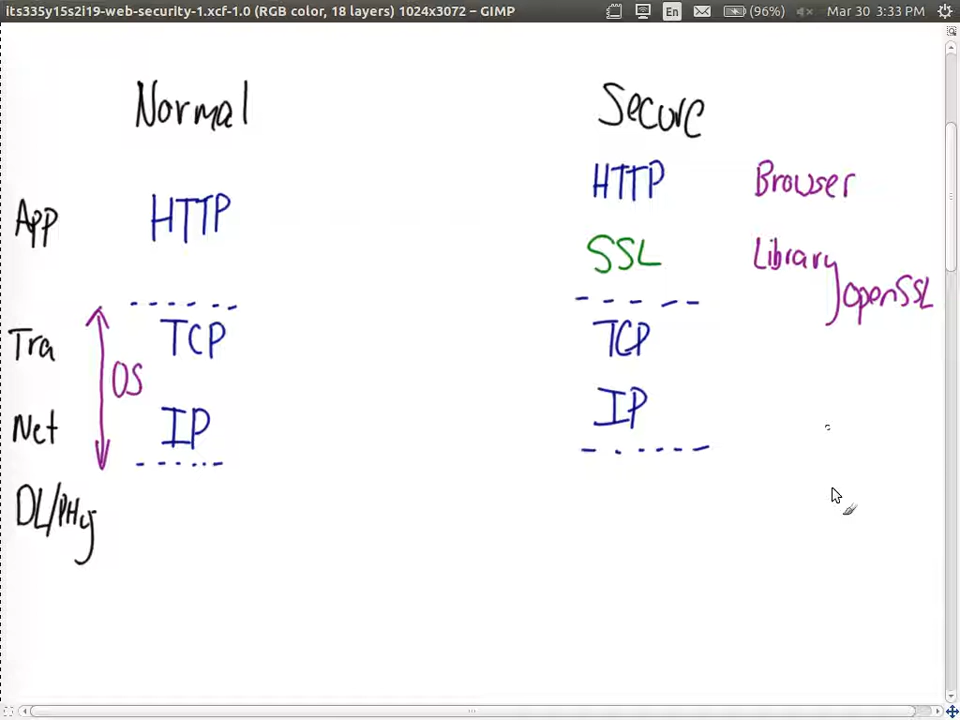 its335y15s2i19-web-security-1.xcf-1.0 (RGB color, 18 layers) 1024x3072 – GIMP
En
(96%)
Mar 30 3:33 PM
Normal
Secure
HTTP
Browser
App
HTTP
SSL
Library
openSSL
Tra
TCP
TCP
OS
Net
IP
IP
DL/PHy